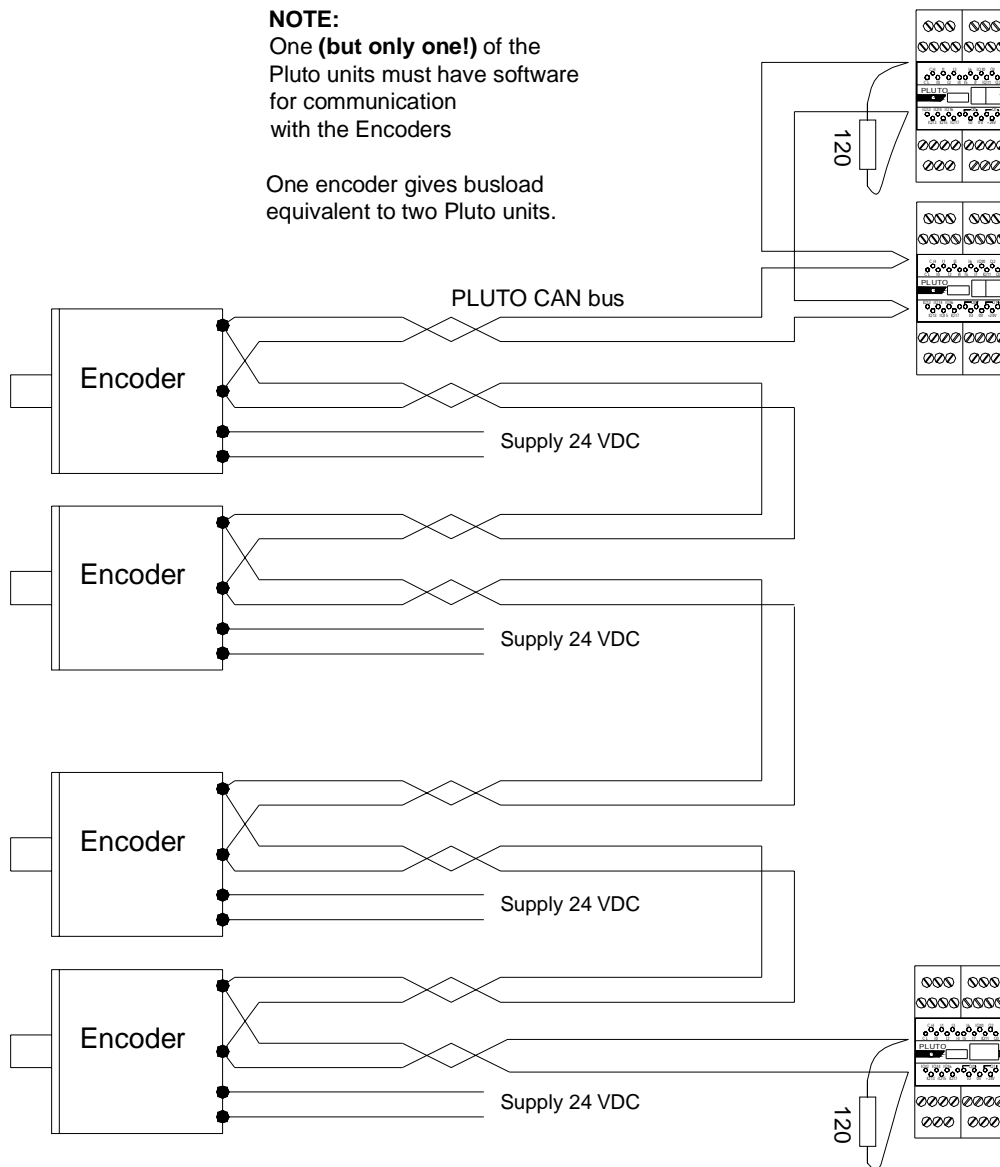 NOTE:
One (but only one!) of the
Pluto units must have software
for communication
with the Encoders
One encoder gives busload
equivalent to two Pluto units.
120
PLUTO
PLUTO
PLUTO CAN bus
Encoder
Supply 24 VDC
Encoder
Supply 24 VDC
Encoder
Supply 24 VDC
Encoder
Supply 24 VDC
PLUTO
120